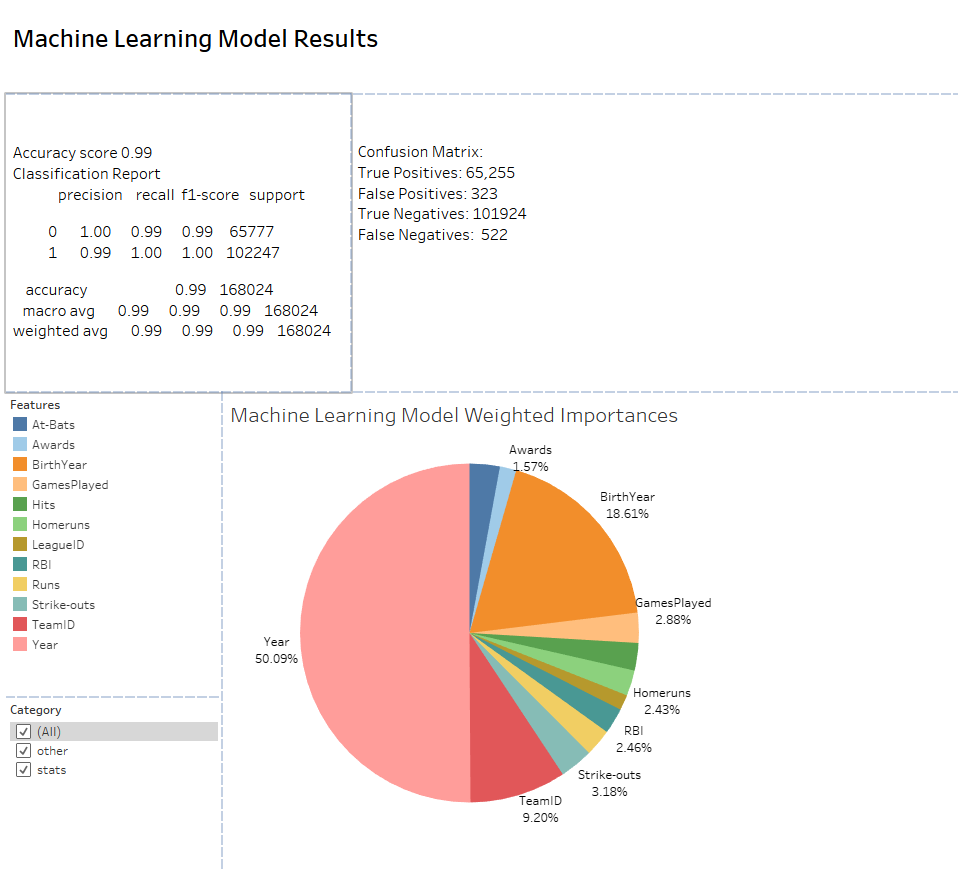 Machine Learning Model Results
Accuracy score 0.99
Classification Report
precision recall f1-score support
0 1.00 0.99 0.99 65777
1 0.99 1.00 1.00 102247
accuracy 0.99 168024
macro avg 0.99 0.99 0.99 168024
weighted avg 0.99 0.99 0.99 168024
Confusion Matrix:
True Positives: 65,255
False Positives: 323
True Negatives: 101924
False Negatives: 522
Features
At-Bats
Awards
BirthYear
GamesPlayed
Hits
Homeruns
LeagueID
RBI
Runs
Strike-outs
TeamID
Year
Category
(All)
other
stats
Machine Learning Model Weighted Importances
Awards
1.57%
BirthYear
18.61%
GamesPlayed
2.88%
Homeruns
2.43%
RBI
2.46%
Strike-outs
3.18%
TeamID
9.20%
Year
50.09%